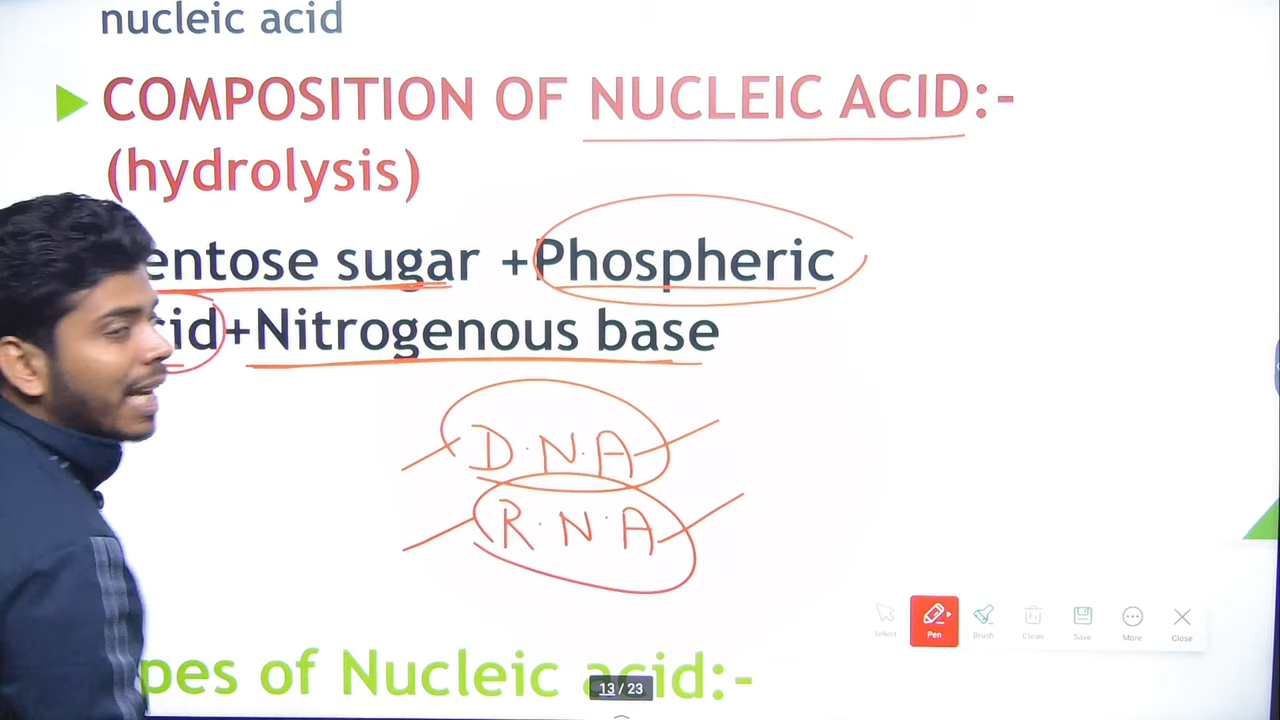 nucleic acid
COMPOSITION OF NUCLEIC ACID:-
(hydrolysis)
entose sugar +Phospheric
cid+Nitrogenous base
D.N.A
R.N.A
pes of Nucleic acid:-
Select Pen Brush Clean Save More Close
13 / 23